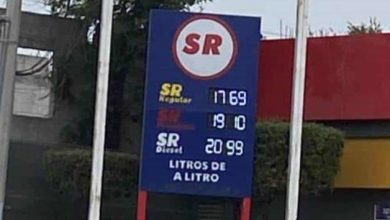 SR
SR Regular 17 69
SR 19 10
SR Diesel 20 99
LITROS DE
A LITRO